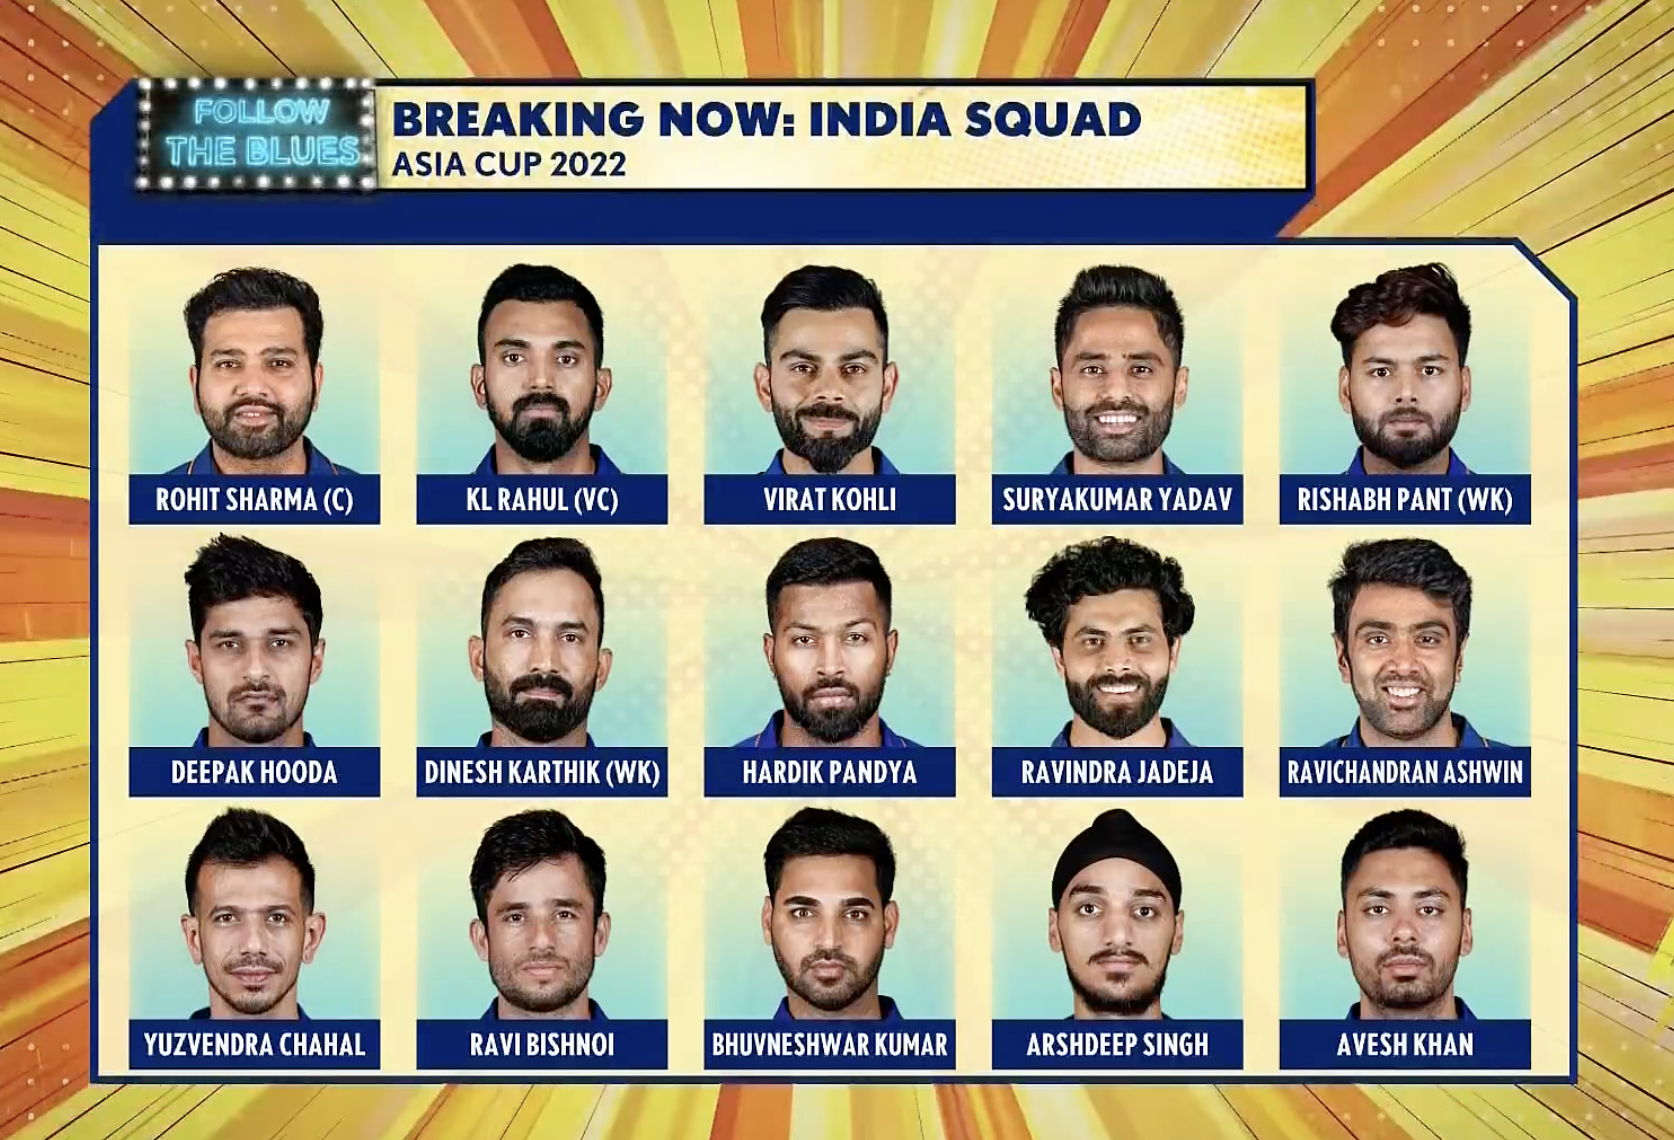 FOLLOW
THE BLUES
BREAKING NOW: INDIA SQUAD
ASIA CUP 2022
ROHIT SHARMA (C)
KL RAHUL (VC)
VIRAT KOHLI
SURYAKUMAR YADAV
RISHABH PANT (WK)
DEEPAK HOODA
DINESH KARTHIK (WK)
HARDIK PANDYA
RAVINDRA JADEJA
RAVICHANDRAN ASHWIN
YUZVENDRA CHAHAL
RAVI BISHNOI
BHUVNESHWAR KUMAR
ARSHDEEP SINGH
AVESH KHAN